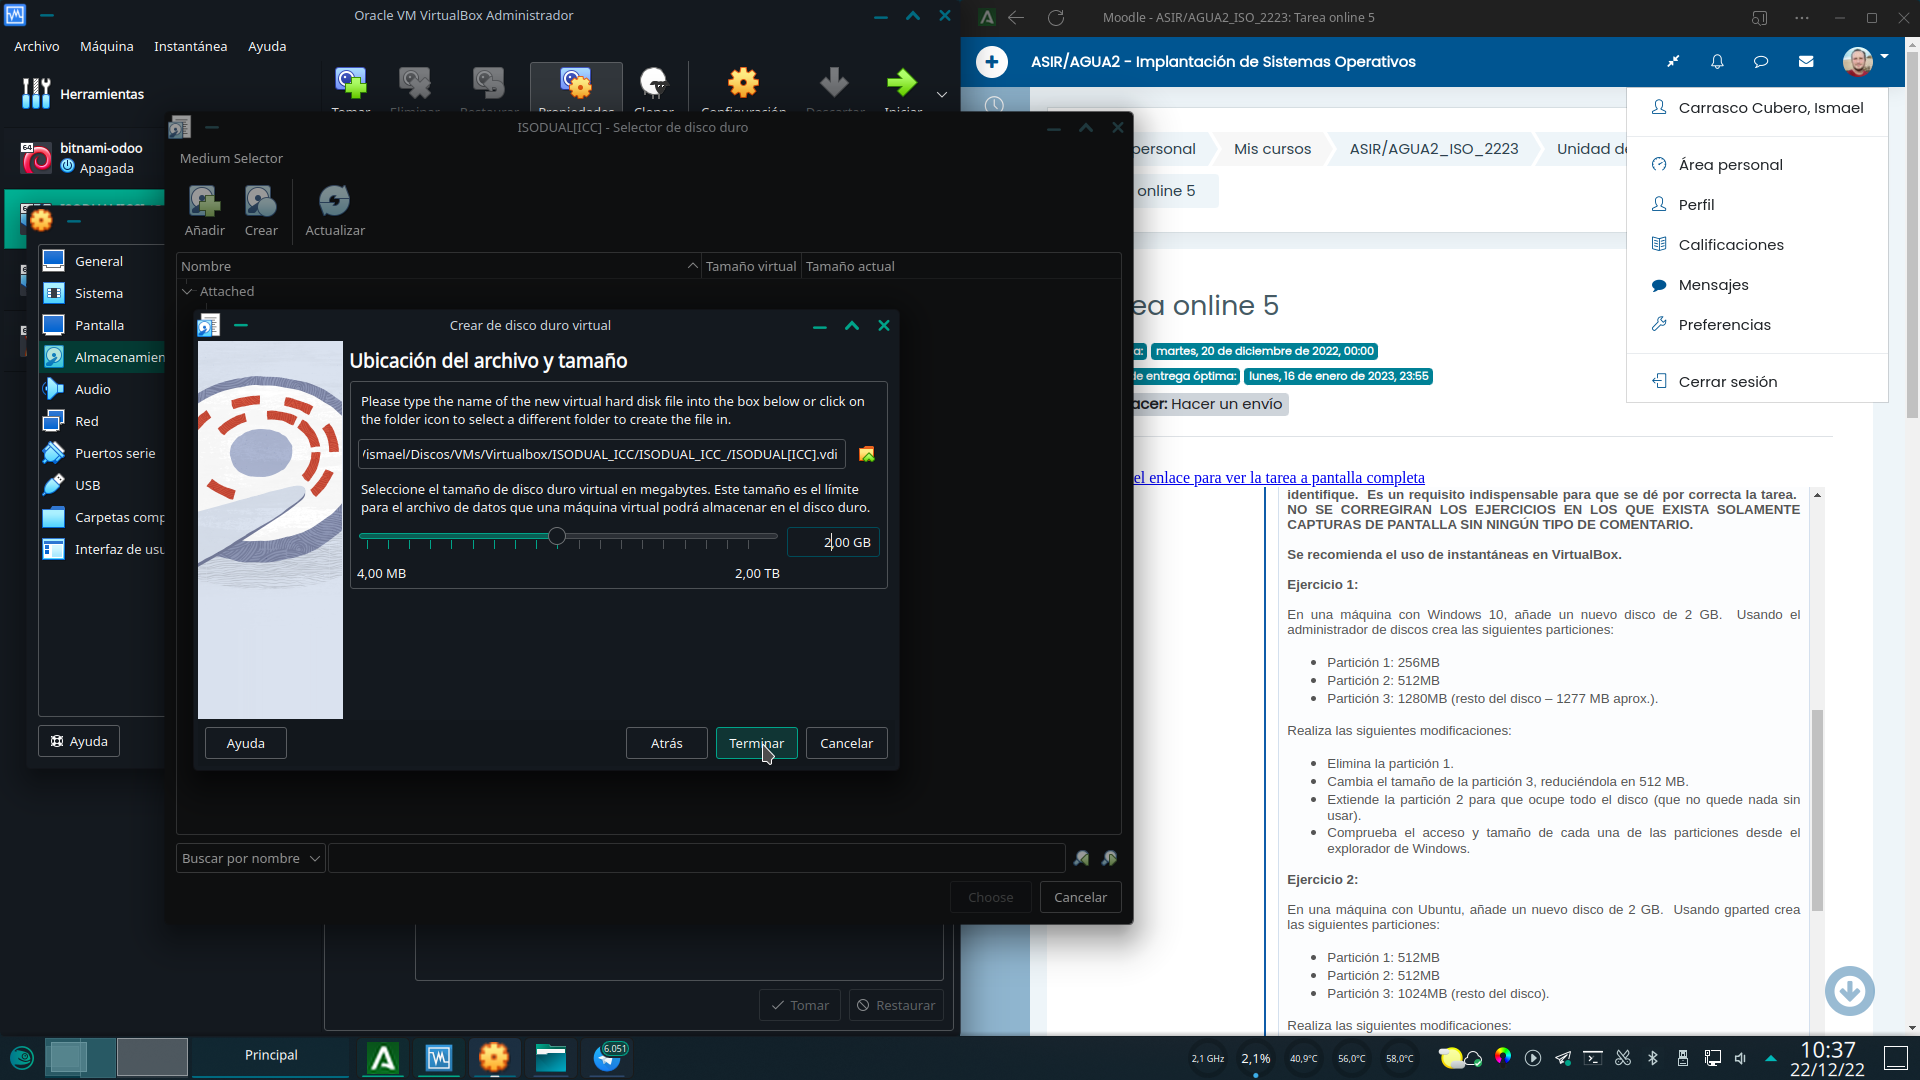 Oracle VM VirtualBox Administrador
Archivo Máquina Instantánea Ayuda
Herramientas
Tomar Eliminar Restaurar Propiedades Clonar Configuración Descartar Iniciar
bitnami-odoo
Apagada
ISODUAL[ICC] - Selector de disco duro
Medium Selector
Añadir Crear Actualizar
Nombre Tamaño virtual Tamaño actual
Attached
General
Sistema
Pantalla
Almacenamien
Audio
Red
Puertos serie
USB
Carpetas comp
Interfaz de usu
Ayuda
Crear de disco duro virtual
Ubicación del archivo y tamaño
Please type the name of the new virtual hard disk file into the box below or click on
the folder icon to select a different folder to create the file in.
/ismael/Discos/VMs/Virtualbox/ISODUAL_ICC/ISODUAL_ICC_/ISODUAL[ICC].vdi
Seleccione el tamaño de disco duro virtual en megabytes. Este tamaño es el límite
para el archivo de datos que una máquina virtual podrá almacenar en el disco duro.
2,00 GB
4,00 MB 2,00 TB
Ayuda Atrás Terminar Cancelar
Buscar por nombre
Choose Cancelar
Tomar Restaurar
Moodle - ASIR/AGUA2_ISO_2223: Tarea online 5
ASIR/AGUA2 - Implantación de Sistemas Operativos
personal Mis cursos ASIR/AGUA2_ISO_2223 Unidad de
online 5
Carrasco Cubero, Ismael
Área personal
Perfil
Calificaciones
Mensajes
Preferencias
Cerrar sesión
ea online 5
a: martes, 20 de diciembre de 2022, 00:00
de entrega óptima: lunes, 16 de enero de 2023, 23:55
acer: Hacer un envío
el enlace para ver la tarea a pantalla completa
identifique. Es un requisito indispensable para que se dé por correcta la tarea.
NO SE CORREGIRAN LOS EJERCICIOS EN LOS QUE EXISTA SOLAMENTE
CAPTURAS DE PANTALLA SIN NINGÚN TIPO DE COMENTARIO.
Se recomienda el uso de instantáneas en VirtualBox.
Ejercicio 1:
En una máquina con Windows 10, añade un nuevo disco de 2 GB. Usando el
administrador de discos crea las siguientes particiones:
Partición 1: 256MB
Partición 2: 512MB
Partición 3: 1280MB (resto del disco – 1277 MB aprox.).
Realiza las siguientes modificaciones:
Elimina la partición 1.
Cambia el tamaño de la partición 3, reduciéndola en 512 MB.
Extiende la partición 2 para que ocupe todo el disco (que no quede nada sin
usar).
Comprueba el acceso y tamaño de cada una de las particiones desde el
explorador de Windows.
Ejercicio 2:
En una máquina con Ubuntu, añade un nuevo disco de 2 GB. Usando gparted crea
las siguientes particiones:
Partición 1: 512MB
Partición 2: 512MB
Partición 3: 1024MB (resto del disco).
Realiza las siguientes modificaciones:
Principal
6.051
2,1 GHz 2,1% 40,9°C 56,0°C 58,0°C
10:37
22/12/22